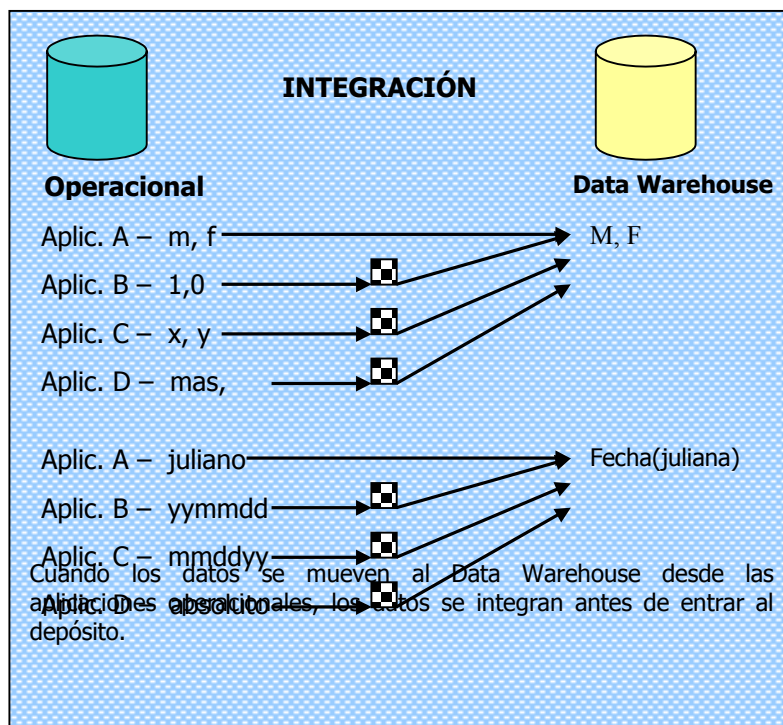 INTEGRACIÓN
Operacional
Data Warehouse
Aplic. A – m, f
M, F
Aplic. B – 1,0
Aplic. C – x, y
Aplic. D – mas,
Aplic. A – juliano
Fecha(juliana)
Aplic. B – yymmdd
Aplic. C – mmddyy
Cuando los datos se mueven al Data Warehouse desde las
Aplic. D – absoluto
aplicaciones operacionales, los datos se integran antes de entrar al
depósito.